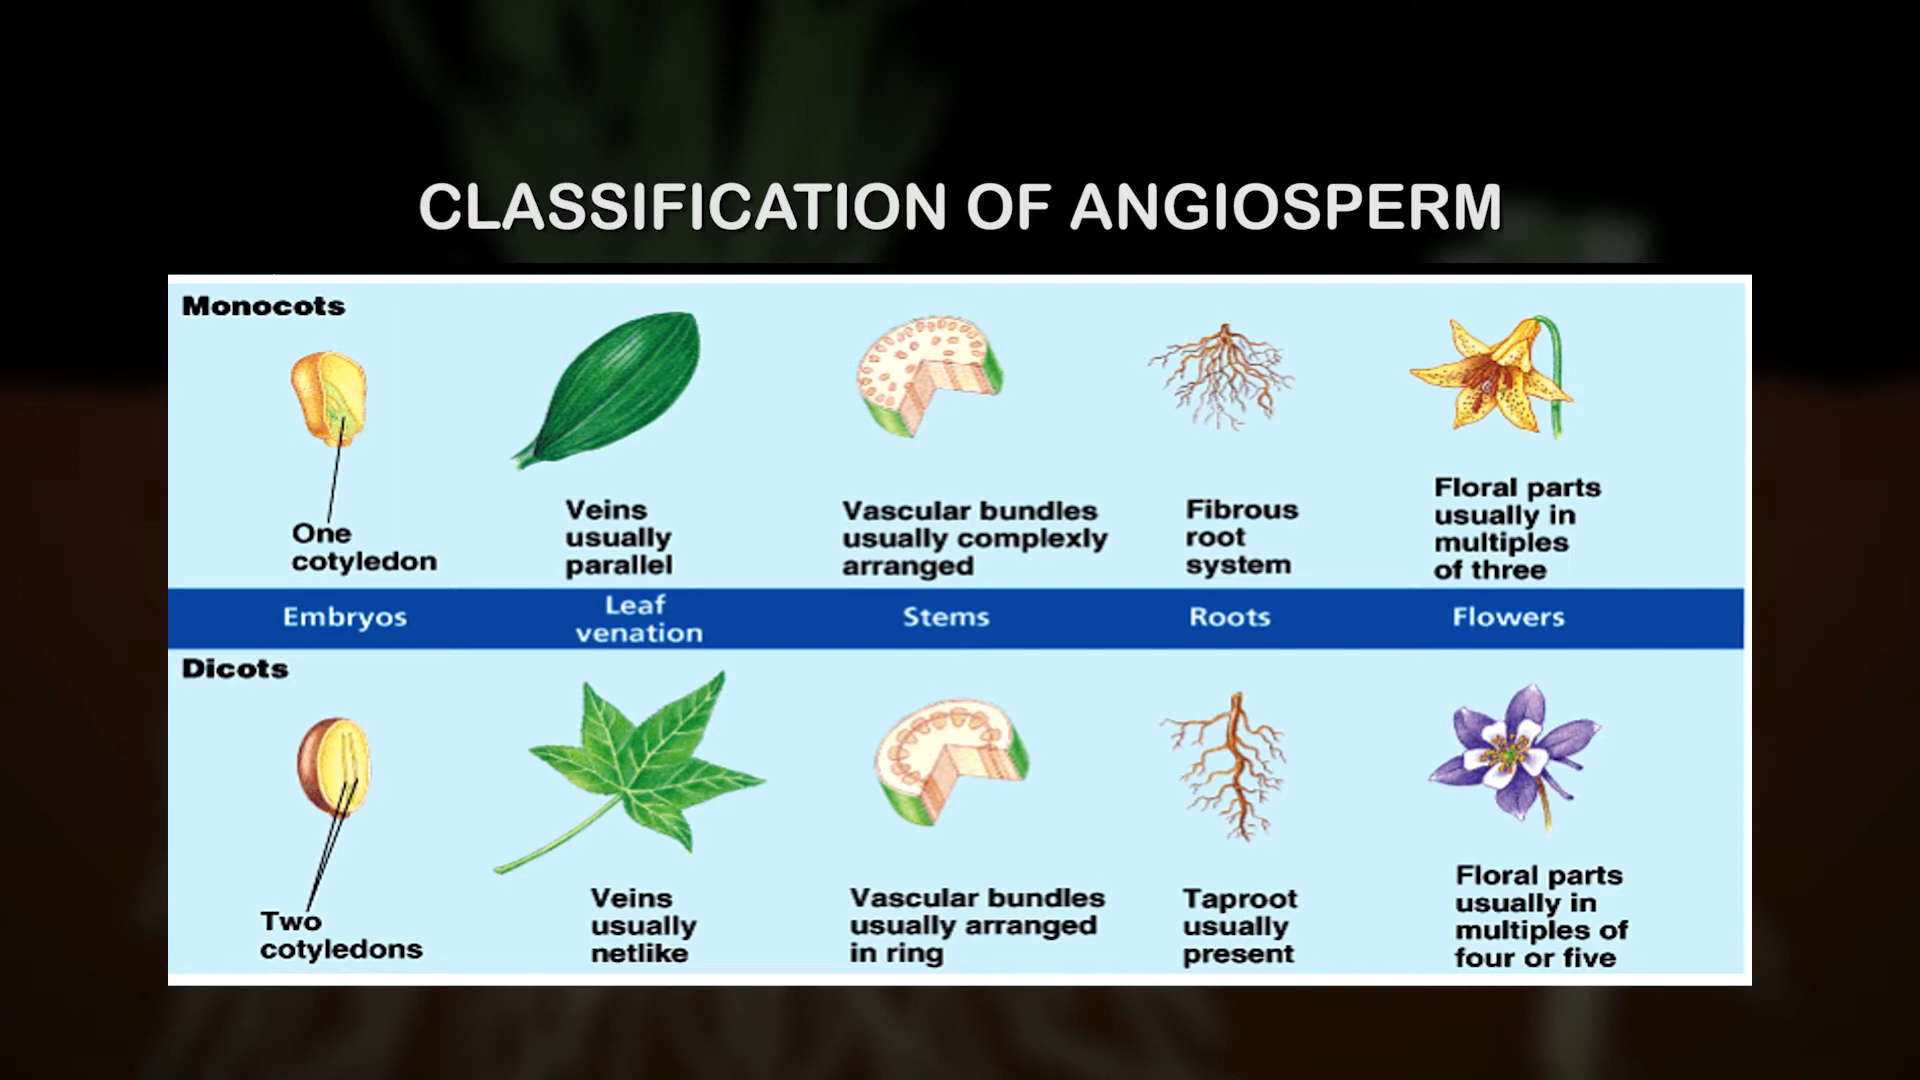 CLASSIFICATION OF ANGIOSPERM
Monocots
One
cotyledon
Veins
usually
parallel
Vascular bundles
usually complexly
arranged
Fibrous
root
system
Floral parts
usually in
multiples
of three
Embryos
Leaf
venation
Stems
Roots
Flowers
Dicots
Two
cotyledons
Veins
usually
netlike
Vascular bundles
usually arranged
in ring
Taproot
usually
present
Floral parts
usually in
multiples of
four or five